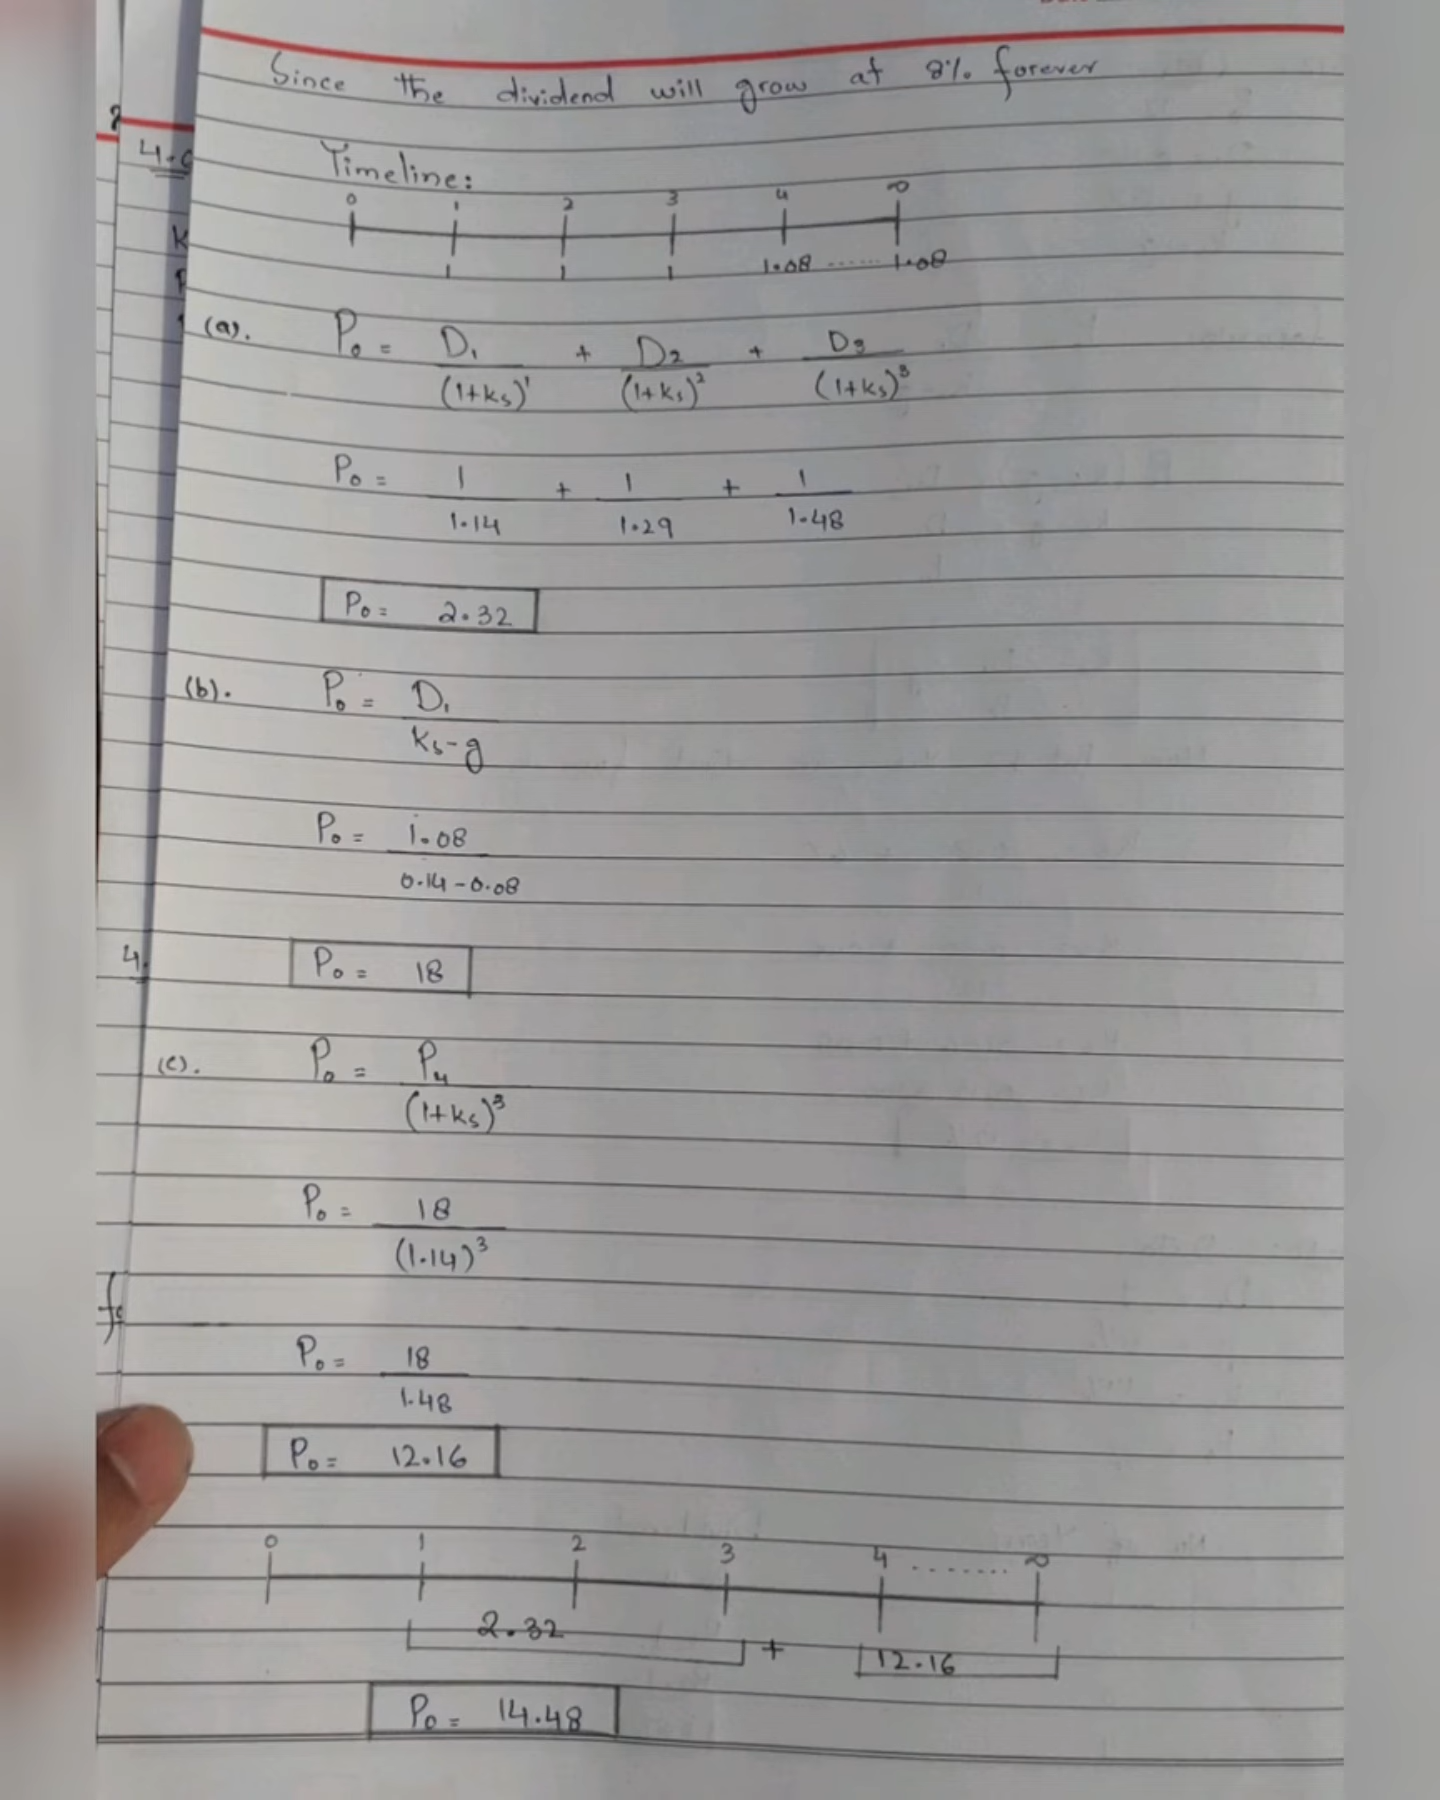 Since the dividend will grow at 8% forever
4.
Timeline:
0 1 2 3 4 ∞
1 1 1 1.08 ...... 1.08
(a). P₀ = D₁/(1+ks)¹ + D₂/(1+ks)² + D₃/(1+ks)³
P₀ = 1/1.14 + 1/1.29 + 1/1.48
P₀ = 2.32
(b). P₀ = D₁/ks-g
P₀ = 1.08/0.14-0.08
4.
P₀ = 18
(c). P₀ = P₄/(1+ks)³
P₀ = 18/(1.14)³
P₀ = 18/1.48
P₀ = 12.16
0 1 2 3 4 ....... ∞
2.32 + 12.16
P₀ = 14.48